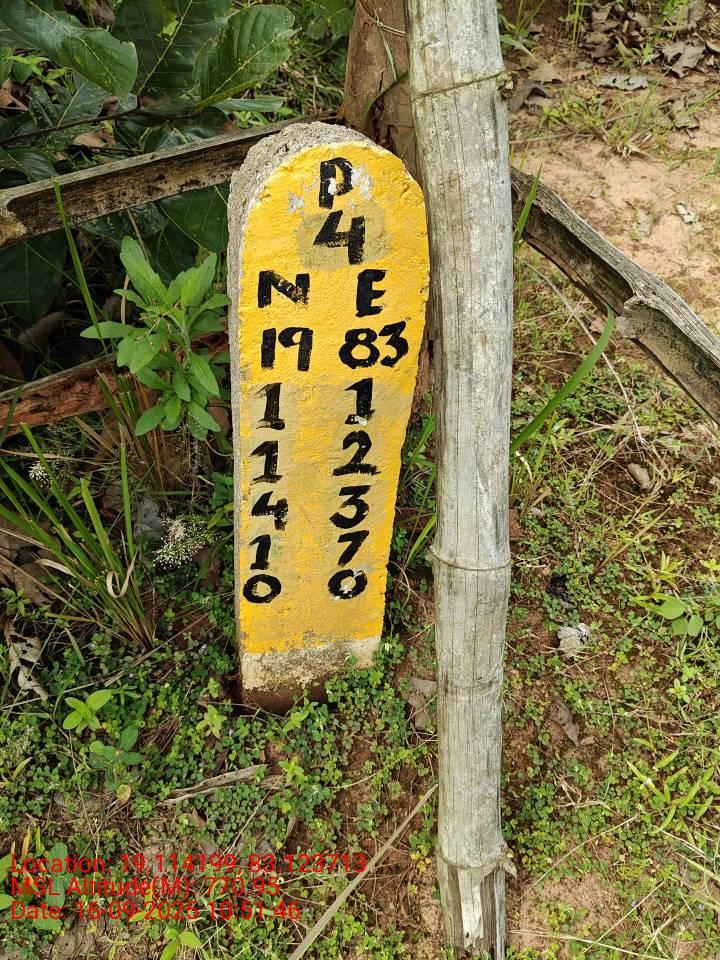 P
4
N E
19 83
1 1
1 2
4 3
1 7
0 0
Location: 19.114199, 83.123713
MSL Altitude(M): 770.95
Date: 16-09-2025 10:51:46